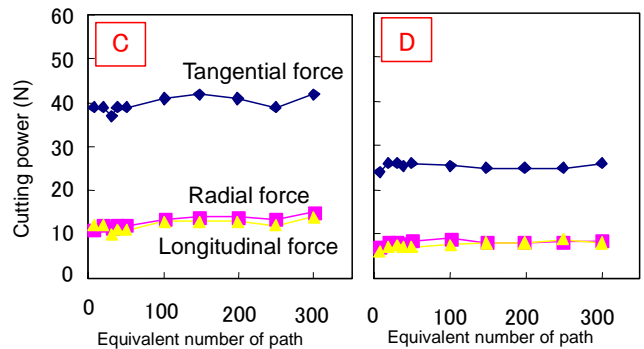 C
D
60
50
40
30
20
10
0
Cutting power (N)
Tangential force
Radial force
Longitudinal force
0 100 200 300
0 100 200 300
Equivalent number of path
Equivalent number of path